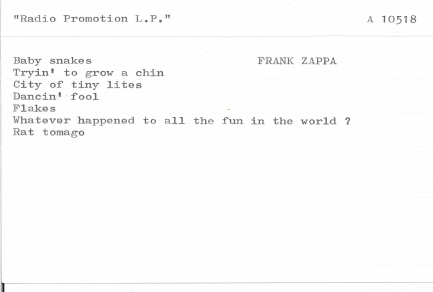 "Radio Promotion L.P." A 10518
Baby snakes FRANK ZAPPA
Tryin' to grow a chin
City of tiny lites
Dancin' fool
Flakes
Whatever happened to all the fun in the world ?
Rat tomago